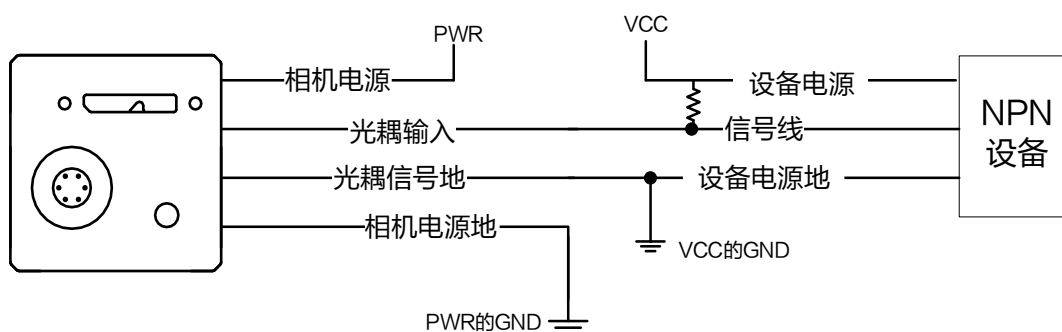 PWR
VCC
相机电源
设备电源
光耦输入
信号线
NPN
设备
光耦信号地
设备电源地
相机电源地
VCC的GND
PWR的GND